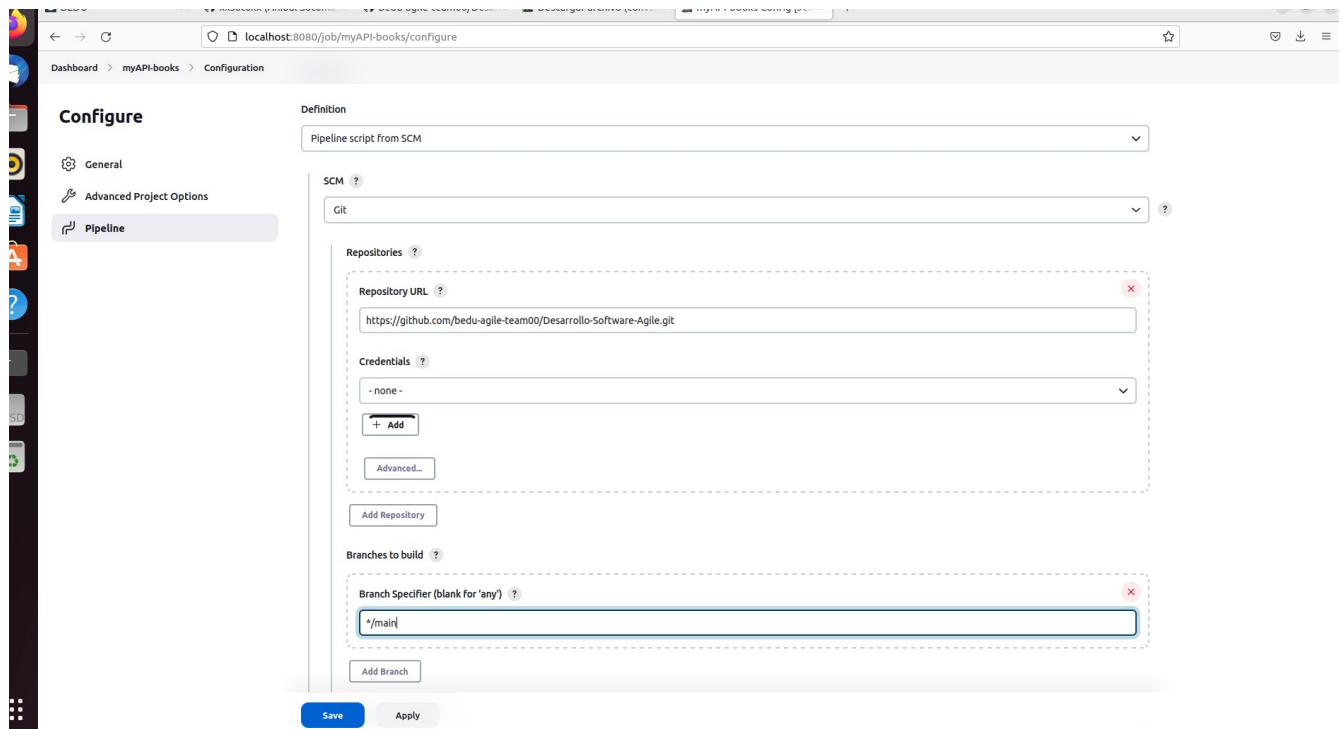 localhost:8080/job/myAPI-books/configure
Dashboard > myAPI-books > Configuration
Configure
General
Advanced Project Options
Pipeline
Definition
Pipeline script from SCM
SCM ?
Git
?
Repositories ?
Repository URL ?
https://github.com/bedu-agile-team00/Desarrollo-Software-Agile.git
Credentials ?
- none -
+ Add
Advanced...
Add Repository
Branches to build ?
Branch Specifier (blank for 'any') ?
*/main
Add Branch
Save
Apply